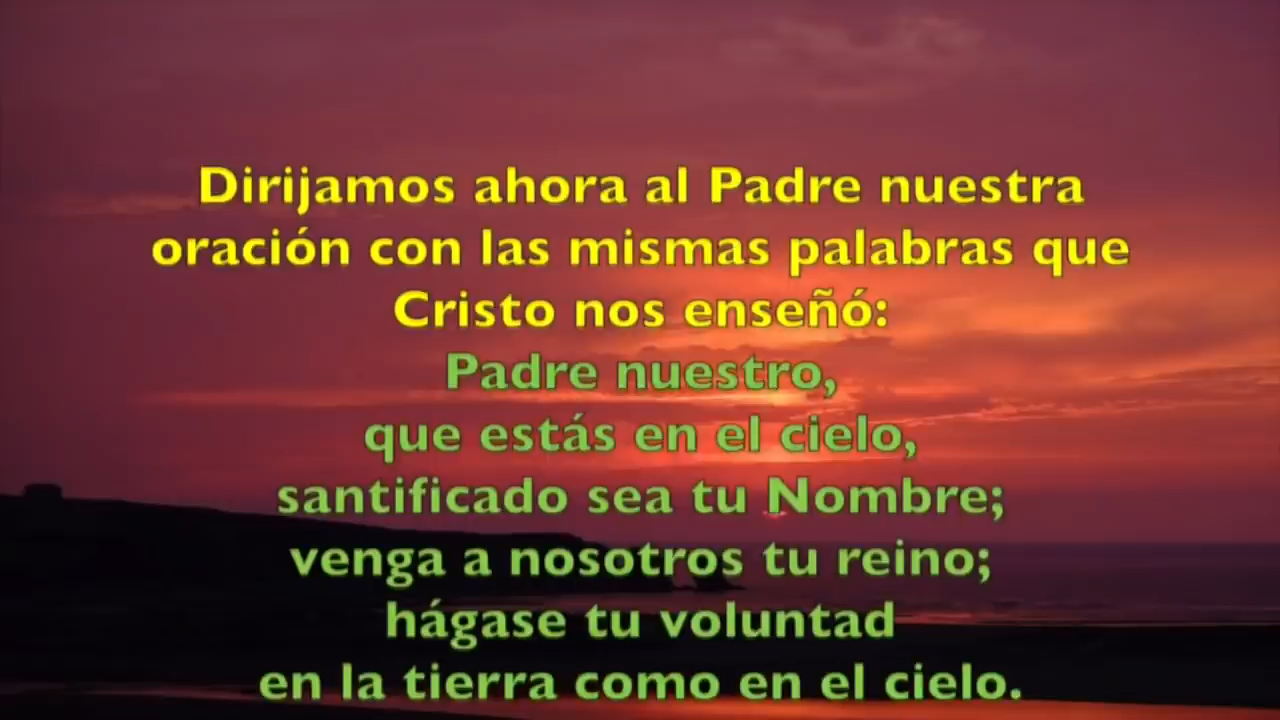 Dirijamos ahora al Padre nuestra
oración con las mismas palabras que
Cristo nos enseñó:
Padre nuestro,
que estás en el cielo,
santificado sea tu Nombre;
venga a nosotros tu reino;
hágase tu voluntad
en la tierra como en el cielo.